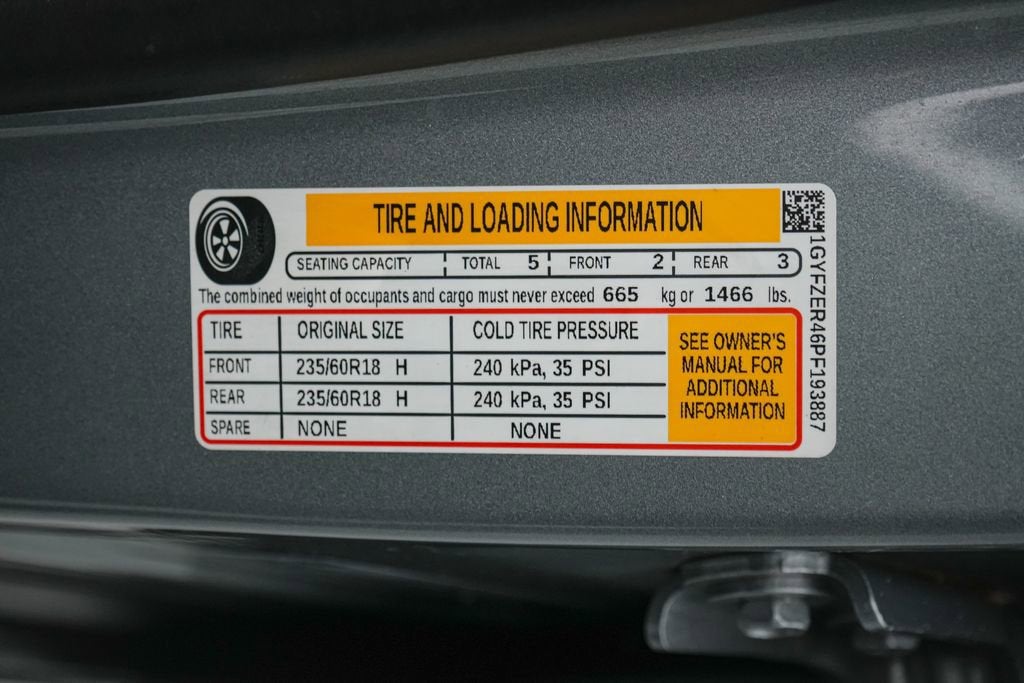 TIRE AND LOADING INFORMATION
SEATING CAPACITY TOTAL 5 FRONT 2 REAR 3
The combined weight of occupants and cargo must never exceed 665 kg or 1466 lbs.
TIRE ORIGINAL SIZE COLD TIRE PRESSURE
FRONT 235/60R18 H 240 kPa, 35 PSI
REAR 235/60R18 H 240 kPa, 35 PSI
SPARE NONE NONE
SEE OWNER'S
MANUAL FOR
ADDITIONAL
INFORMATION
1GYFZER46PF193887